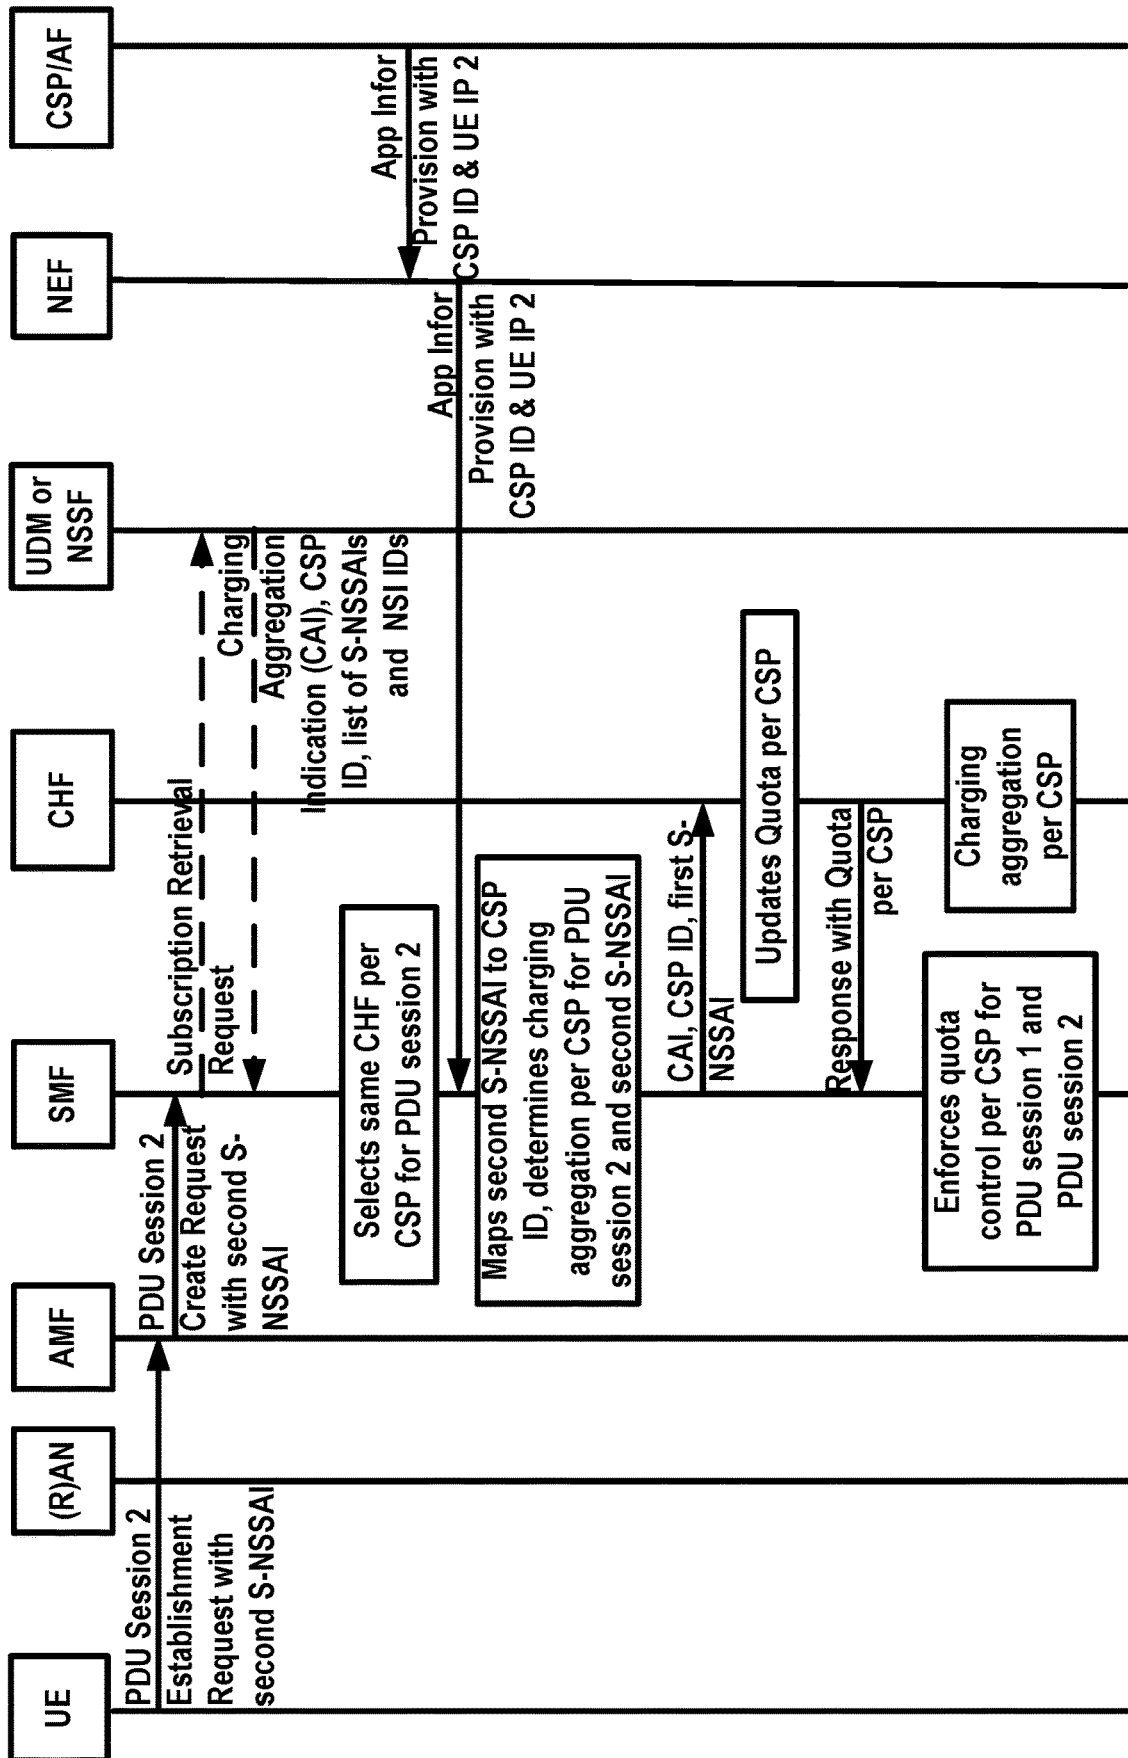 UE
(R)AN
AMF
SMF
CHF
UDM or
NSSF
NEF
CSP/AF
PDU Session 2
Establishment
Request with
second S-NSSAI
PDU Session 2
Create Request
with second S-
NSSAI
Subscription Retrieval
Request
Charging
Aggregation
Indication (CAI), CSP
ID, list of S-NSSAIs
and NSI IDs
Selects same CHF per
CSP for PDU session 2
App Infor
Provision with
CSP ID & UE IP 2
App Infor
Provision with
CSP ID & UE IP 2
Maps second S-NSSAI to CSP
ID, determines charging
aggregation per CSP for PDU
session 2 and second S-NSSAI
CAI, CSP ID, first S-
NSSAI
Updates Quota per CSP
Response with Quota
per CSP
Enforces quota
control per CSP for
PDU session 1 and
PDU session 2
Charging
aggregation
per CSP